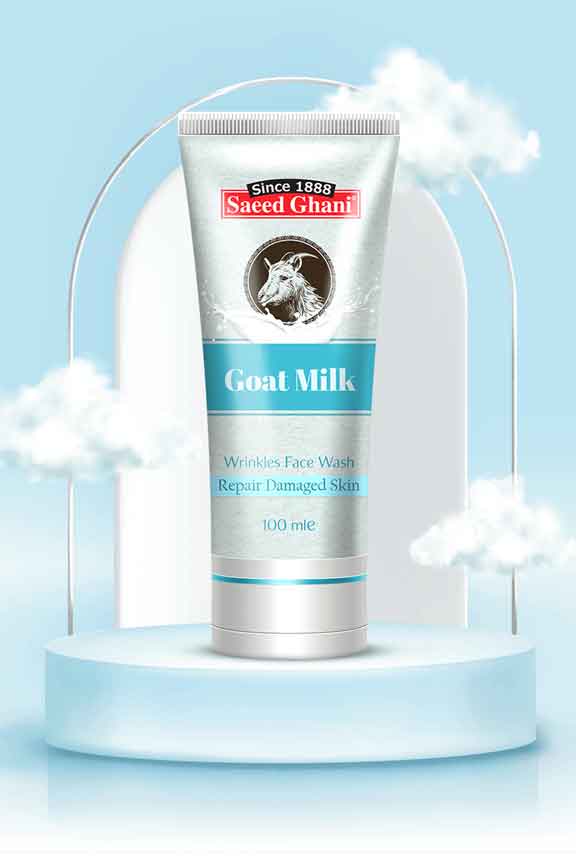 Since 1888
Saeed Ghani®
Goat Milk
Wrinkles Face Wash
Repair Damaged Skin
100 mle